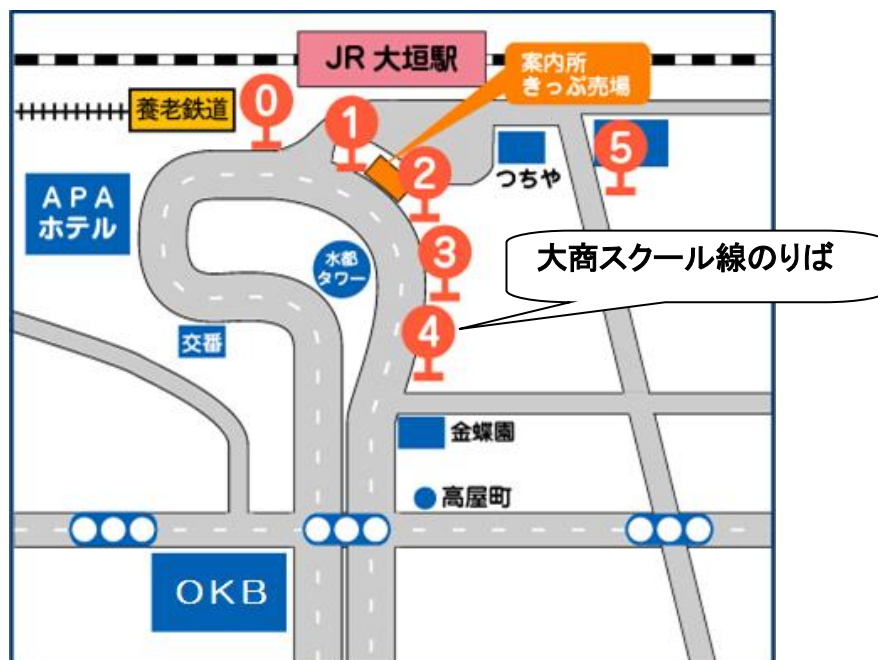 JR 大垣駅
案内所
きっぷ売場
養老鉄道
0
1
2
3
4
5
つちや
APA
ホテル
水都
タワー
大商スクール線のりば
交番
金蝶園
高屋町
OKB